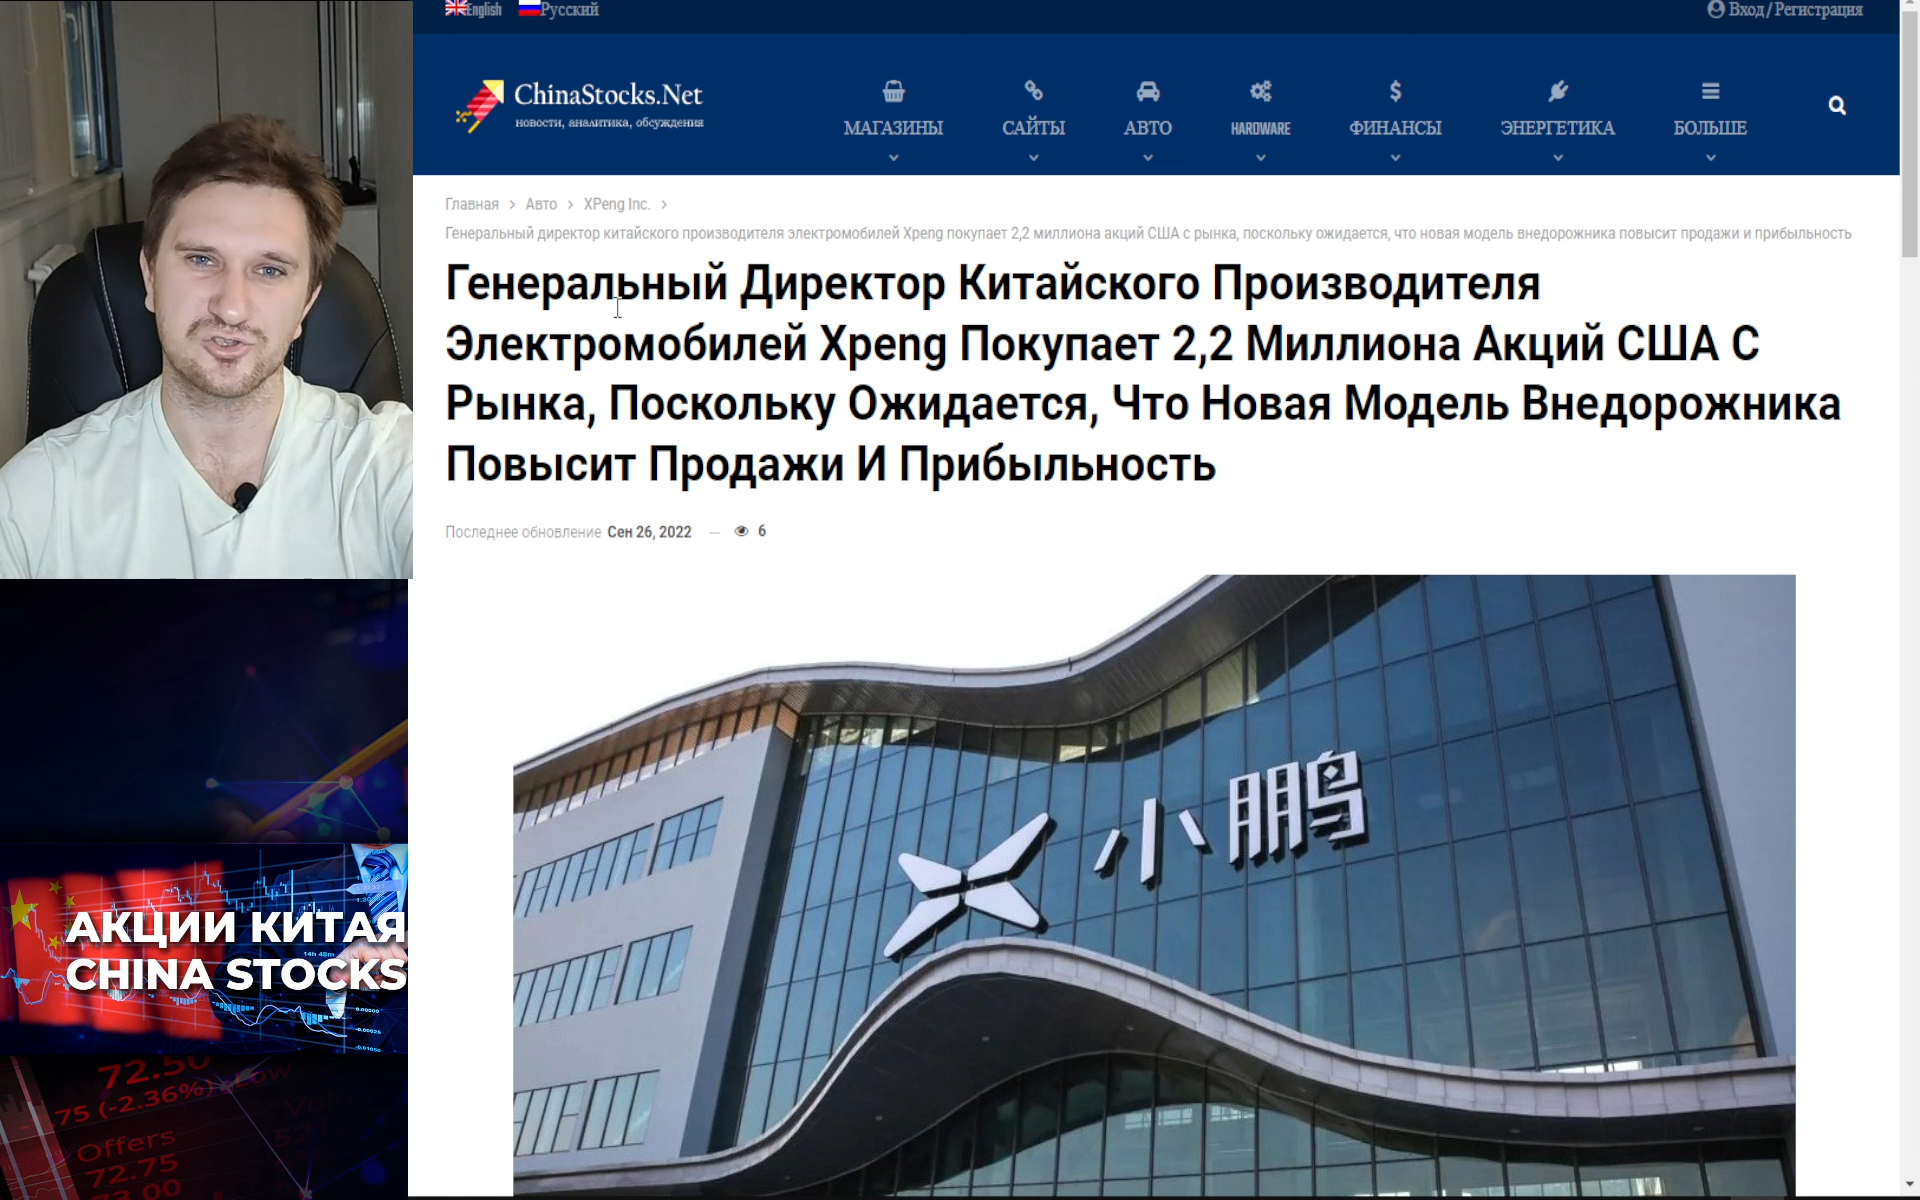 English Русский
Вход / Регистрация
ChinaStocks.Net
новости, аналитика, обсуждения
МАГАЗИНЫ
САЙТЫ
АВТО
HARDWARE
ФИНАНСЫ
ЭНЕРГЕТИКА
БОЛЬШЕ
Главная > Авто > XPeng Inc. >
Генеральный директор китайского производителя электромобилей Xpeng покупает 2,2 миллиона акций США с рынка, поскольку ожидается, что новая модель внедорожника повысит продажи и прибыльность
Генеральный Директор Китайского Производителя
Электромобилей Xpeng Покупает 2,2 Миллиона Акций США С
Рынка, Поскольку Ожидается, Что Новая Модель Внедорожника
Повысит Продажи И Прибыльность
Последнее обновление Сен 26, 2022 — 6
小鹏
АКЦИИ КИТАЯ
CHINA STOCKS
72.50
.75 (-2.36%) Low
Offers
72.75
73.00